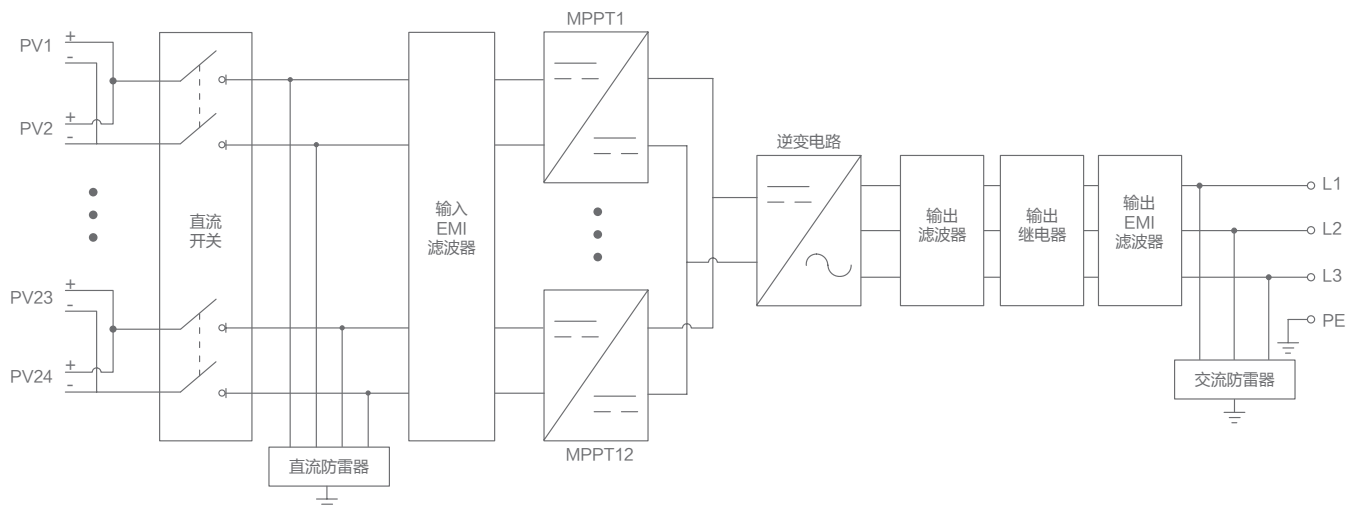 MPPT1
PV1
+
-
PV2
+
-
逆变电路
直流
开关
输入
EMI
滤波器
输出
滤波器
输出
继电器
输出
EMI
滤波器
L1
L2
L3
PE
PV23
+
-
PV24
+
-
交流防雷器
MPPT12
直流防雷器